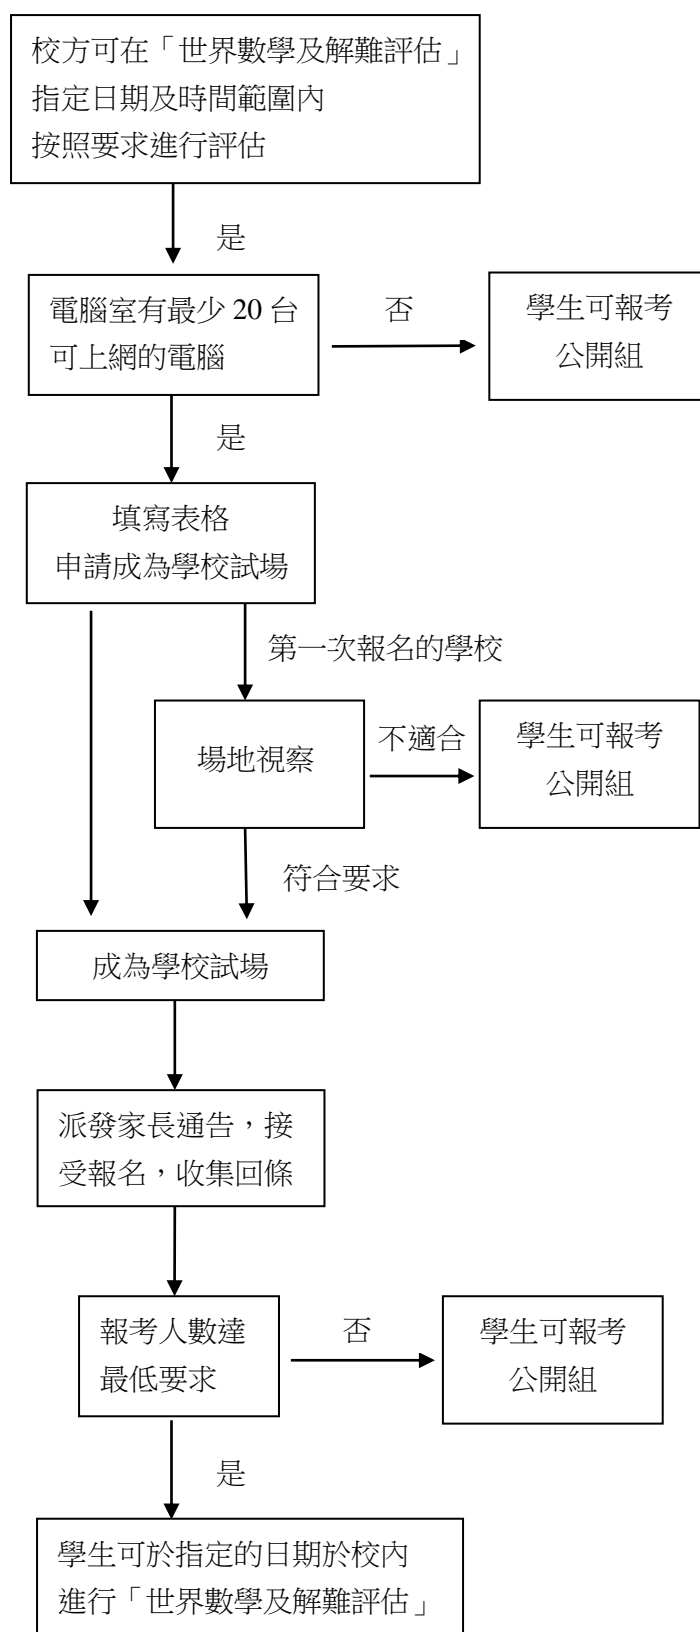 校方可在「世界數學及解難評估」
指定日期及時間範圍內
按照要求進行評估
是
電腦室有最少 20 台
可上網的電腦
否
學生可報考
公開組
是
填寫表格
申請成為學校試場
第一次報名的學校
場地視察
不適合
學生可報考
公開組
符合要求
成為學校試場
派發家長通告，接
受報名，收集回條
報考人數達
最低要求
否
學生可報考
公開組
是
學生可於指定的日期於校內
進行「世界數學及解難評估」